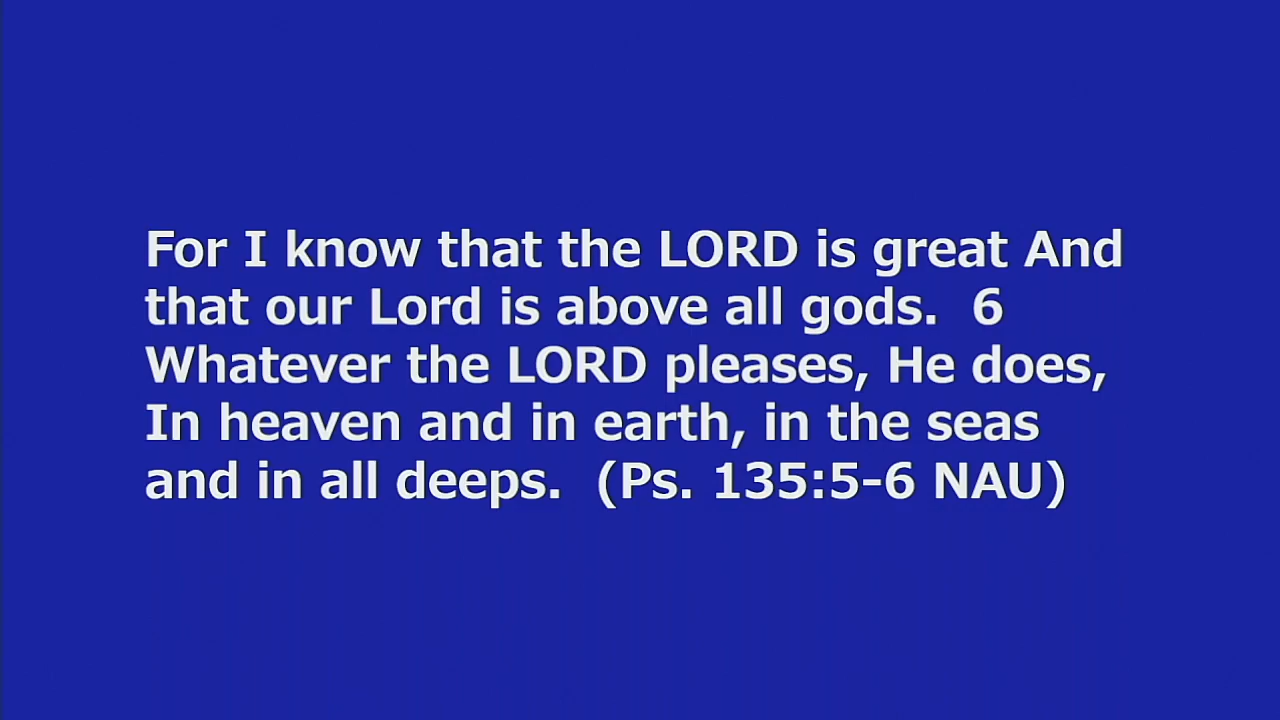 For I know that the LORD is great And
that our Lord is above all gods.  6
Whatever the LORD pleases, He does,
In heaven and in earth, in the seas
and in all deeps.  (Ps. 135:5-6 NAU)